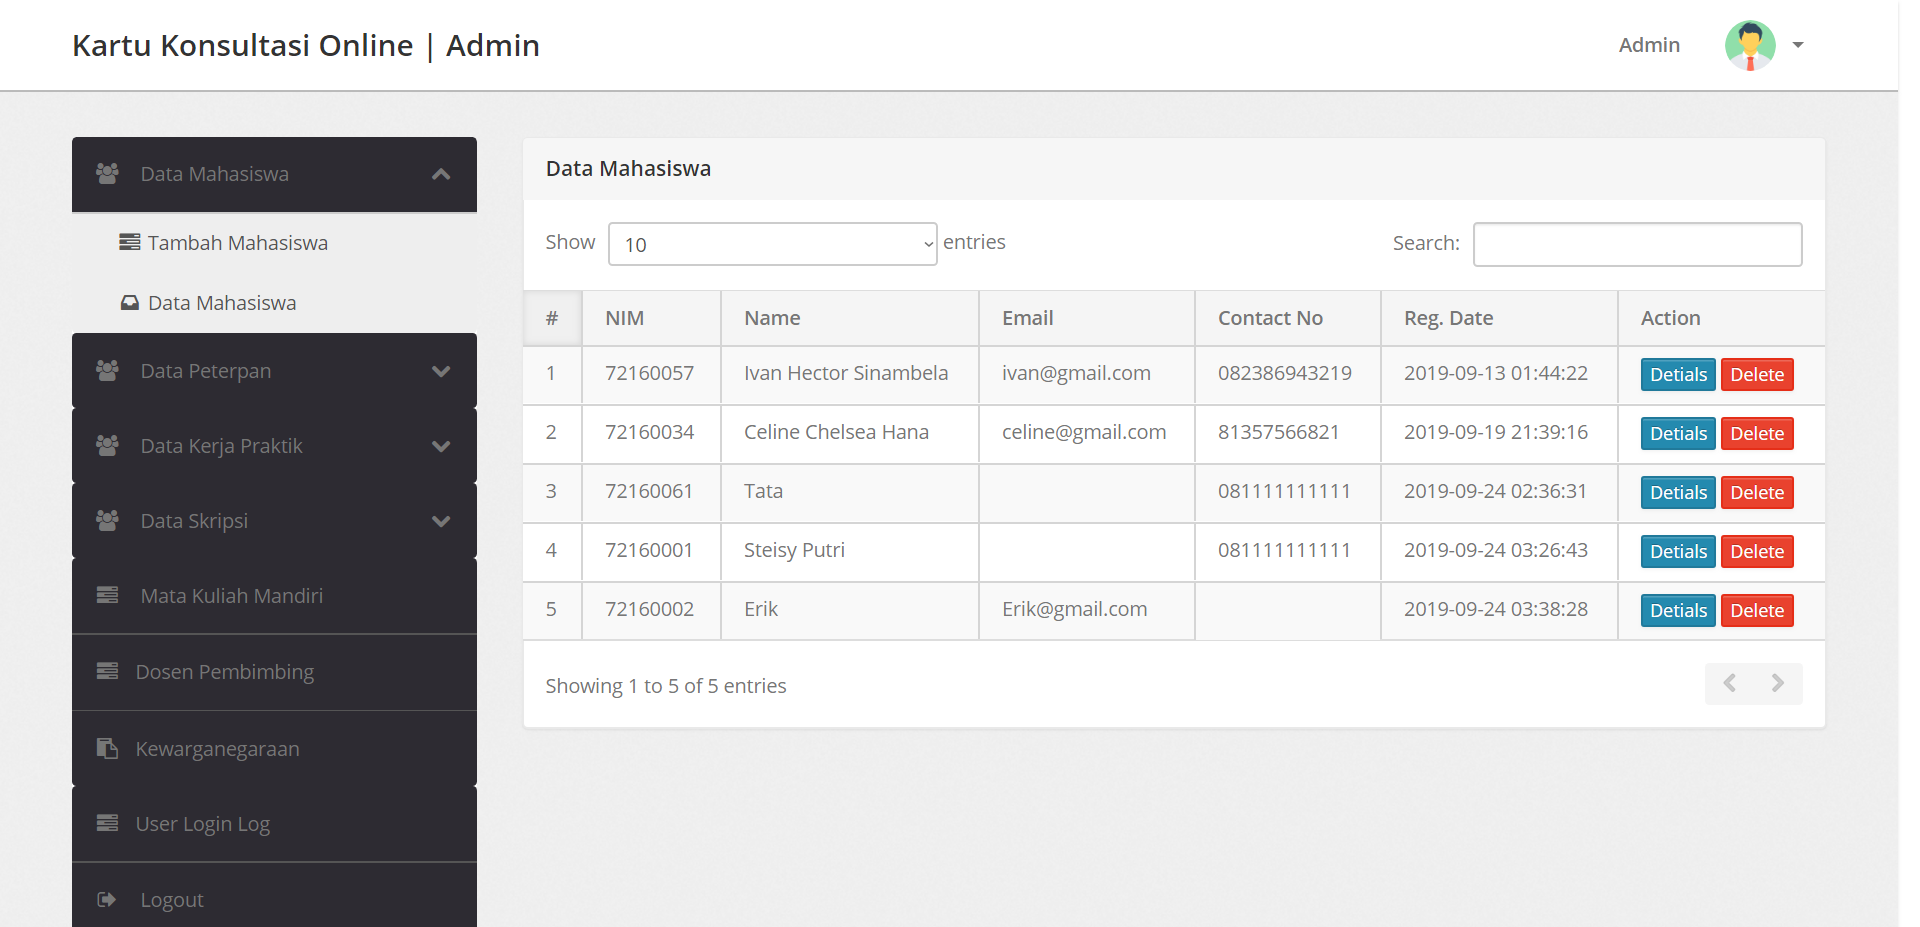 Kartu Konsultasi Online | Admin
Admin
Data Mahasiswa
Tambah Mahasiswa
Data Mahasiswa
Data Peterpan
Data Kerja Praktik
Data Skripsi
Mata Kuliah Mandiri
Dosen Pembimbing
Kewarganegaraan
User Login Log
Logout
Data Mahasiswa
Show 10 entries
Search:
# NIM Name Email Contact No Reg. Date Action
1 72160057 Ivan Hector Sinambela ivan@gmail.com 082386943219 2019-09-13 01:44:22 Detials Delete
2 72160034 Celine Chelsea Hana celine@gmail.com 81357566821 2019-09-19 21:39:16 Detials Delete
3 72160061 Tata 081111111111 2019-09-24 02:36:31 Detials Delete
4 72160001 Steisy Putri 081111111111 2019-09-24 03:26:43 Detials Delete
5 72160002 Erik Erik@gmail.com 2019-09-24 03:38:28 Detials Delete
Showing 1 to 5 of 5 entries